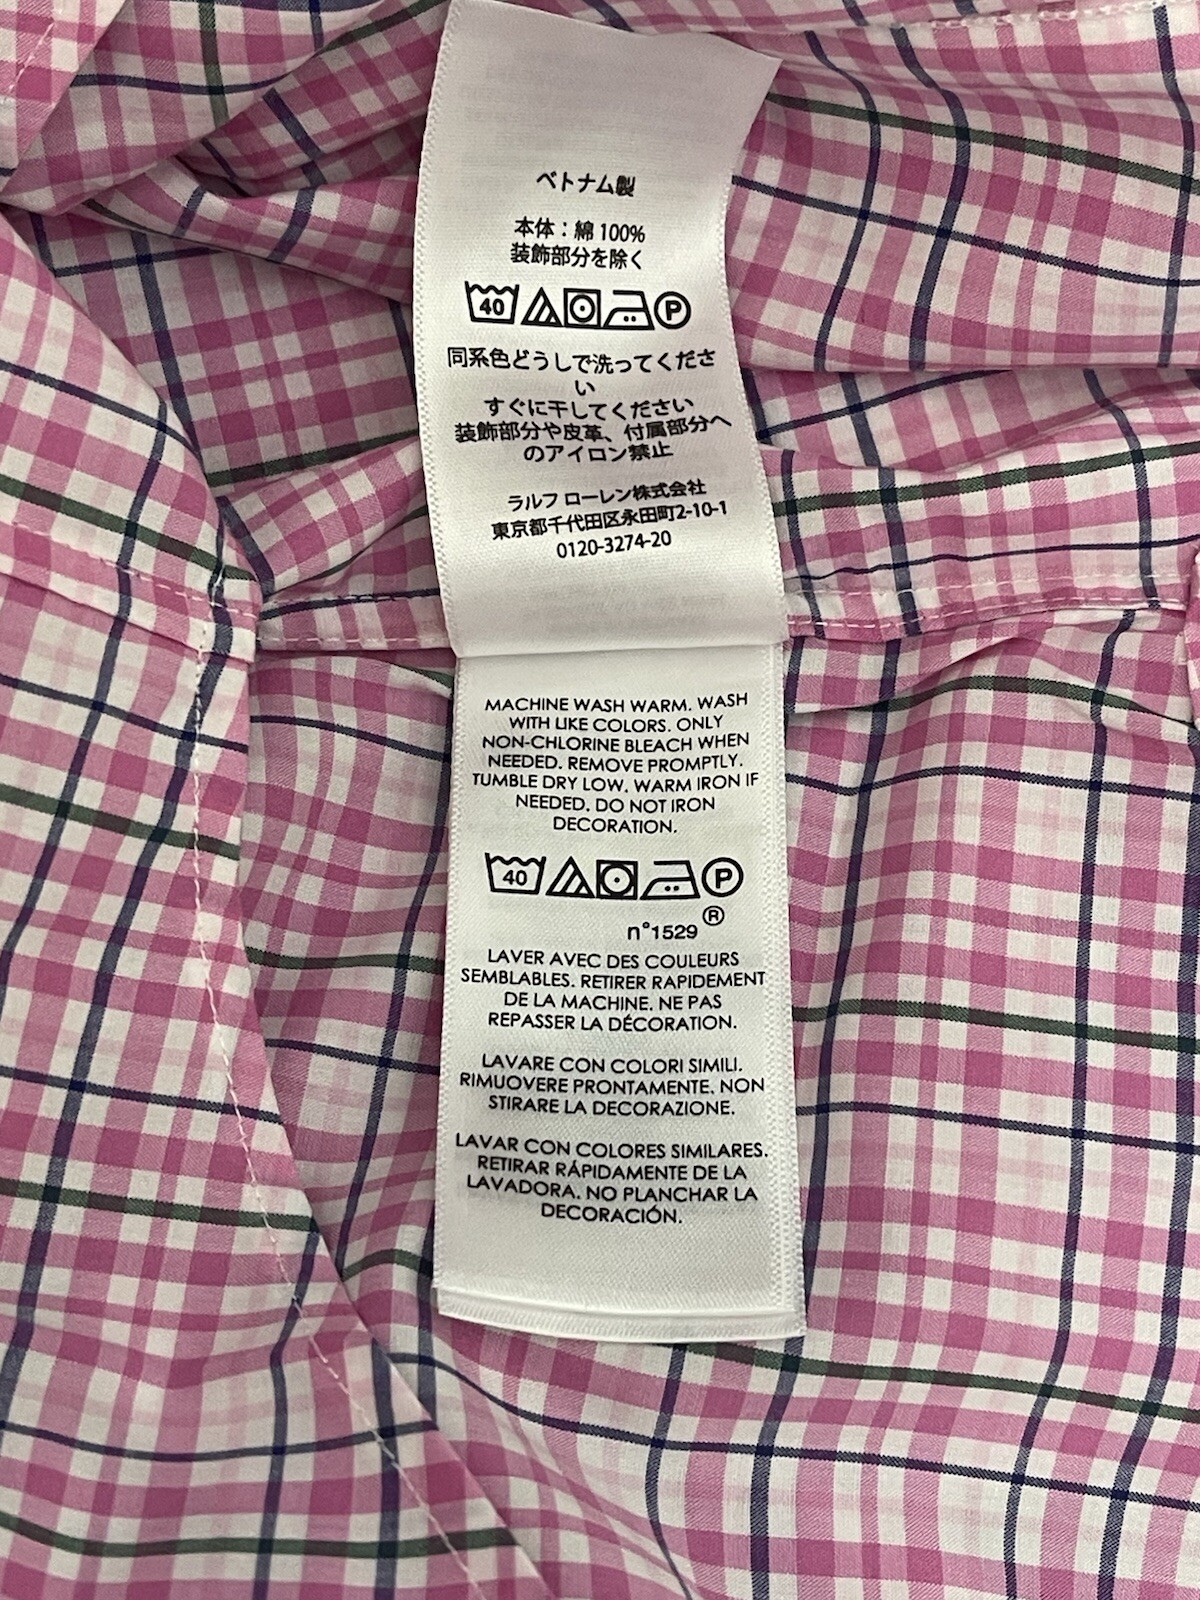 ベトナム製
本体：綿 100%
装飾部分を除く
40 P
同系色どうしで洗ってくださ
い
すぐに干してください
装飾部分や皮革、付属部分へ
のアイロン禁止
ラルフ ローレン株式会社
東京都千代田区永田町2-10-1
0120-3274-20
MACHINE WASH WARM. WASH
WITH LIKE COLORS. ONLY
NON-CHLORINE BLEACH WHEN
NEEDED. REMOVE PROMPTLY.
TUMBLE DRY LOW. WARM IRON IF
NEEDED. DO NOT IRON
DECORATION.
40 P
n°1529 ®
LAVER AVEC DES COULEURS
SEMBLABLES. RETIRER RAPIDEMENT
DE LA MACHINE. NE PAS
REPASSER LA DÉCORATION.
LAVARE CON COLORI SIMILI.
RIMUOVERE PRONTAMENTE. NON
STIRARE LA DECORAZIONE.
LAVAR CON COLORES SIMILARES.
RETIRAR RÁPIDAMENTE DE LA
LAVADORA. NO PLANCHAR LA
DECORACIÓN.